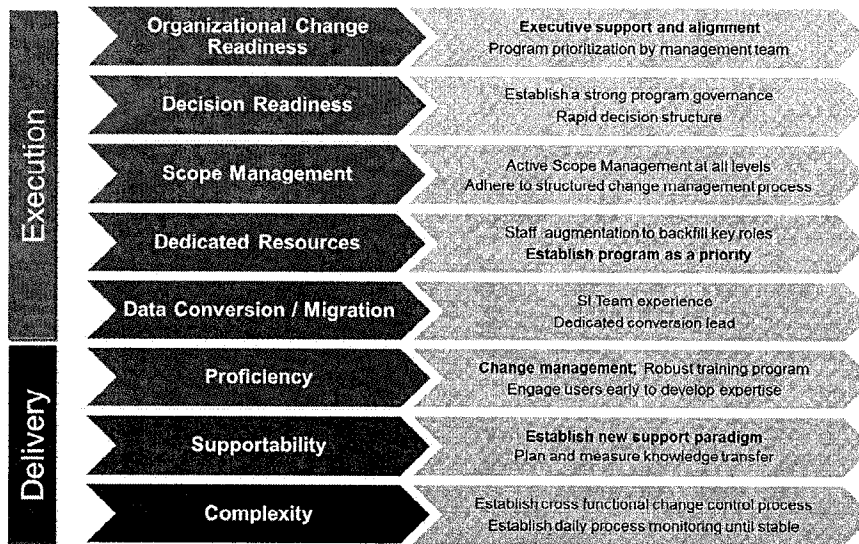 Execution
Organizational Change
Readiness
Executive support and alignment
Program prioritization by management team
Decision Readiness
Establish a strong program governance
Rapid decision structure
Scope Management
Active Scope Management at all levels
Adhere to structured change management process
Dedicated Resources
Staff augmentation to backfill key roles
Establish program as a priority
Data Conversion / Migration
SI Team experience
Dedicated conversion lead
Delivery
Proficiency
Change management; Robust training program
Engage users early to develop expertise
Supportability
Establish new support paradigm
Plan and measure knowledge transfer
Complexity
Establish cross functional change control process
Establish daily process monitoring until stable